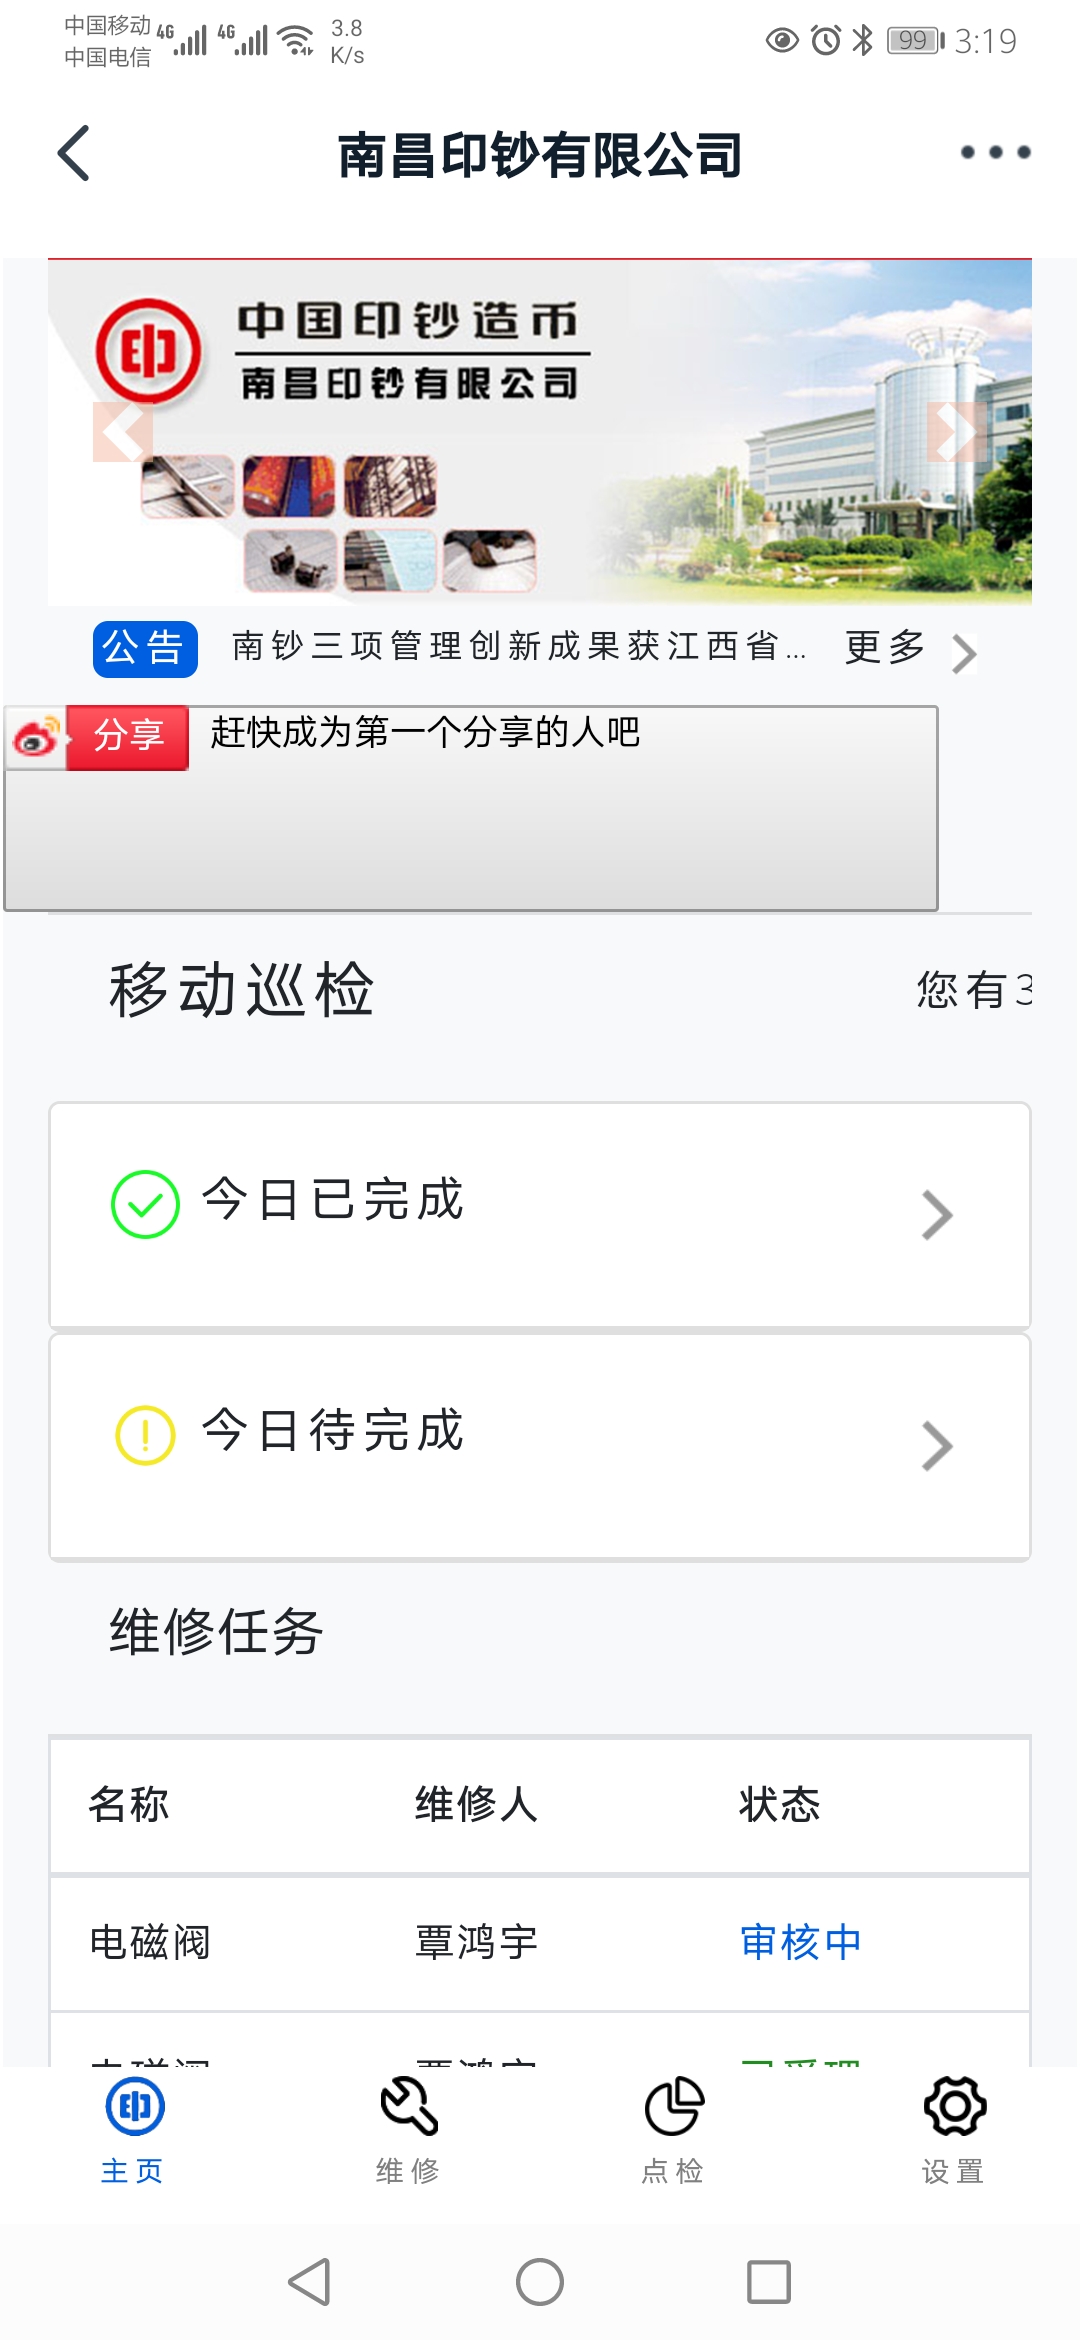 中国移动 4G 4G 3.8 K/s 99 3:19
中国电信
南昌印钞有限公司
中国印钞造币
南昌印钞有限公司
公告 南钞三项管理创新成果获江西省... 更多
分享 赶快成为第一个分享的人吧
移动巡检 您有3
今日已完成
今日待完成
维修任务
名称 维修人 状态
电磁阀 覃鸿宇 审核中
主页 维修 点检 设置